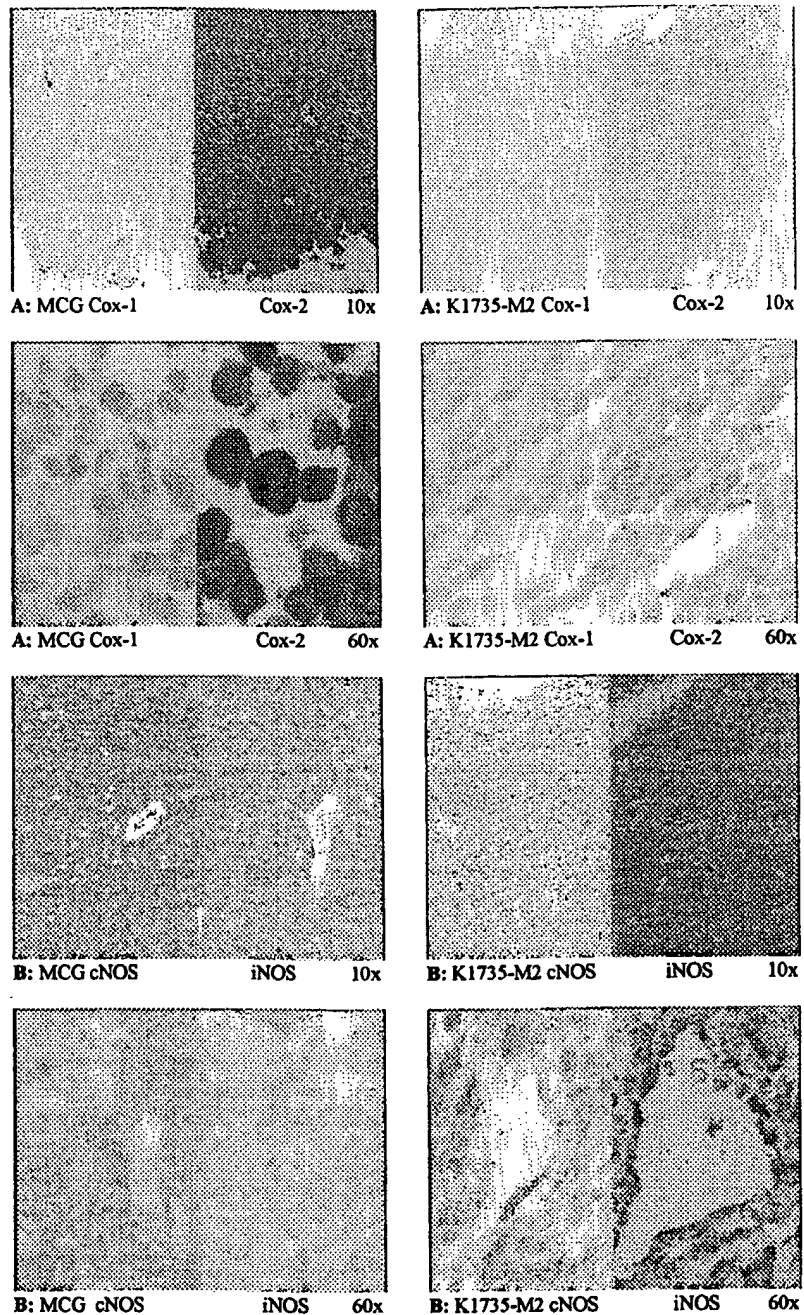 A: MCG Cox-1 Cox-2 10x
A: K1735-M2 Cox-1 Cox-2 10x
A: MCG Cox-1 Cox-2 60x
A: K1735-M2 Cox-1 Cox-2 60x
B: MCG cNOS iNOS 10x
B: K1735-M2 cNOS iNOS 10x
B: MCG cNOS iNOS 60x
B: K1735-M2 cNOS iNOS 60x